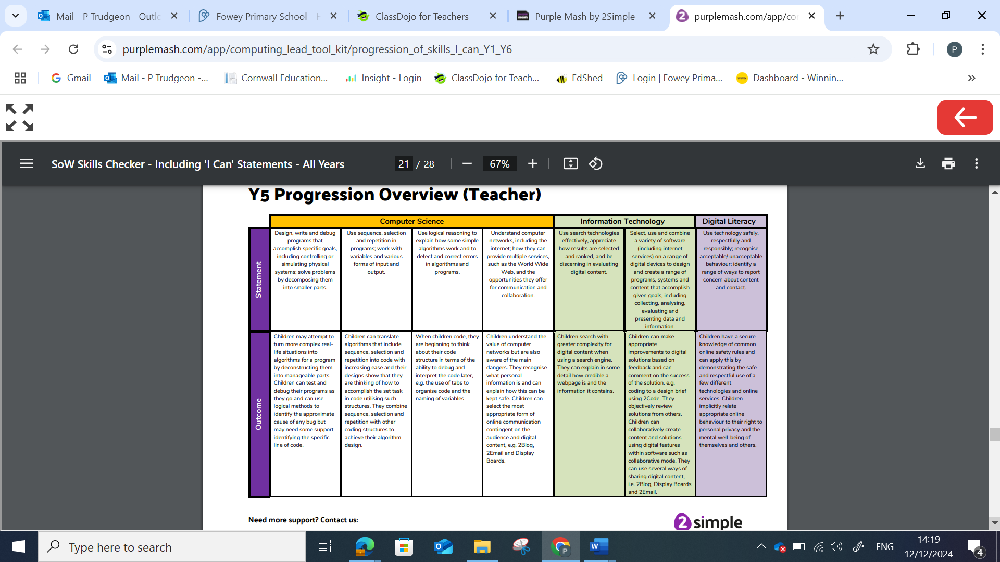 Mail - P Trudgeon - Outlo
Fowey Primary School - H
ClassDojo for Teachers
Purple Mash by 2Simple
purplemash.com/app/co
purplemash.com/app/computing_lead_tool_kit/progression_of_skills_I_can_Y1_Y6
P
Gmail
Mail - P Trudgeon -...
Cornwall Education...
Insight - Login
ClassDojo for Teach...
EdShed
Login | Fowey Prima...
Dashboard - Winnin...
SoW Skills Checker - Including 'I Can' Statements - All Years
21 / 28
67%
Y5 Progression Overview (Teacher)
Computer Science
Information Technology
Digital Literacy
Statement
Design, write and debug
programs that
accomplish specific goals,
including controlling or
simulating physical
systems; solve problems
by decomposing them
into smaller parts.
Use sequence, selection
and repetition in
programs; work with
variables and various
forms of input and
output.
Use logical reasoning to
explain how some simple
algorithms work and to
detect and correct errors
in algorithms and
programs.
Understand computer
networks, including the
internet; how they can
provide multiple services,
such as the World Wide
Web, and the
opportunities they offer
for communication and
collaboration.
Use search technologies
effectively, appreciate
how results are selected
and ranked, and be
discerning in evaluating
digital content.
Select, use and combine
a variety of software
(including internet
services) on a range of
digital devices to design
and create a range of
programs, systems and
content that accomplish
given goals, including
collecting, analysing,
evaluating and
presenting data and
information.
Use technology safely,
respectfully and
responsibly; recognise
acceptable/ unacceptable
behaviour; identify a
range of ways to report
concern about content
and contact.
Outcome
Children may attempt to
turn more complex real-
life situations into
algorithms for a program
by deconstructing them
into manageable parts.
Children can test and
debug their programs as
they go and can use
logical methods to
identify the approximate
cause of any bug but
may need some support
identifying the specific
line of code.
Children can translate
algorithms that include
sequence, selection and
repetition into code with
increasing ease and their
designs show that they
are thinking of how to
accomplish the set task
in code utilising such
structures. They combine
sequence, selection and
repetition with other
coding structures to
achieve their algorithm
design.
When children code, they
are beginning to think
about their code
structure in terms of the
ability to debug and
interpret the code later,
e.g. the use of tabs to
organise code and the
naming of variables
Children understand the
value of computer
networks but are also
aware of the main
dangers. They recognise
what personal
information is and can
explain how this can be
kept safe. Children can
select the most
appropriate form of
online communication
contingent on the
audience and digital
content, e.g. 2Blog,
2Email and Display
Boards.
Children search with
greater complexity for
digital content when
using a search engine.
They can explain in some
detail how credible a
webpage is and the
information it contains.
Children can make
appropriate
improvements to digital
solutions based on
feedback and can
comment on the success
of the solution. e.g.
coding to a design brief
using 2Code. They
objectively review
solutions from others.
Children can
collaboratively create
content and solutions
using digital features
within software such as
collaborative mode. They
can use several ways of
sharing digital content,
i.e. 2Blog, Display Boards
and 2Email.
Children have a secure
knowledge of common
online safety rules and
can apply this by
demonstrating the safe
and respectful use of a
few different
technologies and online
services. Children
implicitly relate
appropriate online
behaviour to their right to
personal privacy and the
mental well-being of
themselves and others.
Need more support? Contact us:
2simple
Type here to search
ENG
14:19
12/12/2024
4